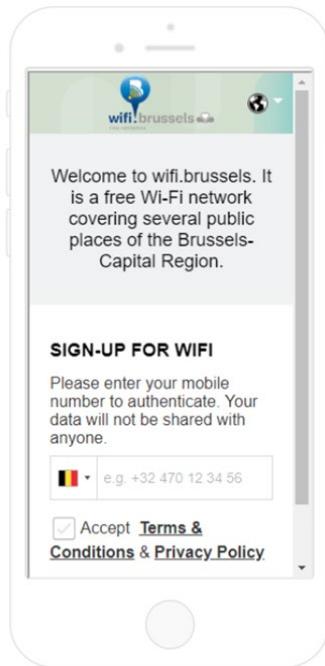 wifi.brussels
Welcome to wifi.brussels. It
is a free Wi-Fi network
covering several public
places of the Brussels-
Capital Region.
SIGN-UP FOR WIFI
Please enter your mobile
number to authenticate. Your
data will not be shared with
anyone.
e.g. +32 470 12 34 56
Accept Terms &
Conditions & Privacy Policy